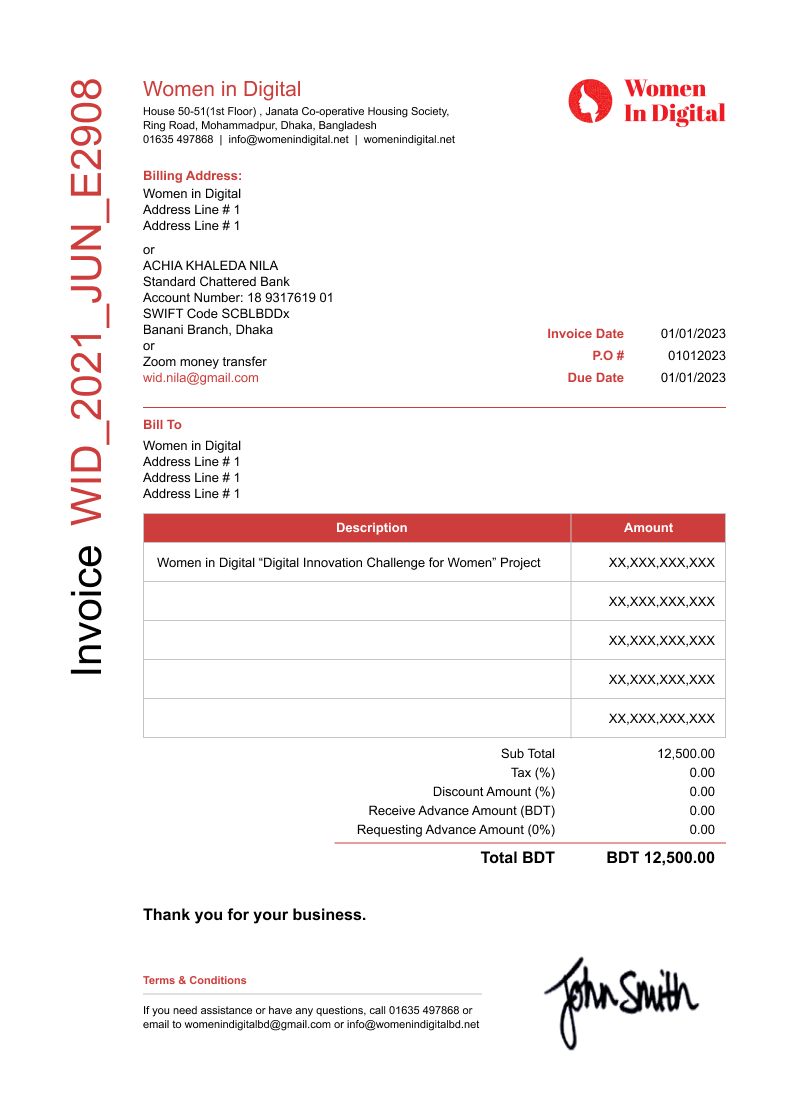 Invoice WID_2021_JUN_E2908
Women in Digital
House 50-51(1st Floor) , Janata Co-operative Housing Society,
Ring Road, Mohammadpur, Dhaka, Bangladesh
01635 497868 | info@womenindigital.net | womenindigital.net
Women
In Digital
Billing Address:
Women in Digital
Address Line # 1
Address Line # 1
or
ACHIA KHALEDA NILA
Standard Chattered Bank
Account Number: 18 9317619 01
SWIFT Code SCBLBDDx
Banani Branch, Dhaka
or
Zoom money transfer
wid.nila@gmail.com
Invoice Date 01/01/2023
P.O # 01012023
Due Date 01/01/2023
Bill To
Women in Digital
Address Line # 1
Address Line # 1
Address Line # 1
Description Amount
Women in Digital “Digital Innovation Challenge for Women” Project XX,XXX,XXX,XXX
XX,XXX,XXX,XXX
XX,XXX,XXX,XXX
XX,XXX,XXX,XXX
XX,XXX,XXX,XXX
Sub Total 12,500.00
Tax (%) 0.00
Discount Amount (%) 0.00
Receive Advance Amount (BDT) 0.00
Requesting Advance Amount (0%) 0.00
Total BDT BDT 12,500.00
Thank you for your business.
Terms & Conditions
If you need assistance or have any questions, call 01635 497868 or
email to womenindigitalbd@gmail.com or info@womenindigitalbd.net
John Smith